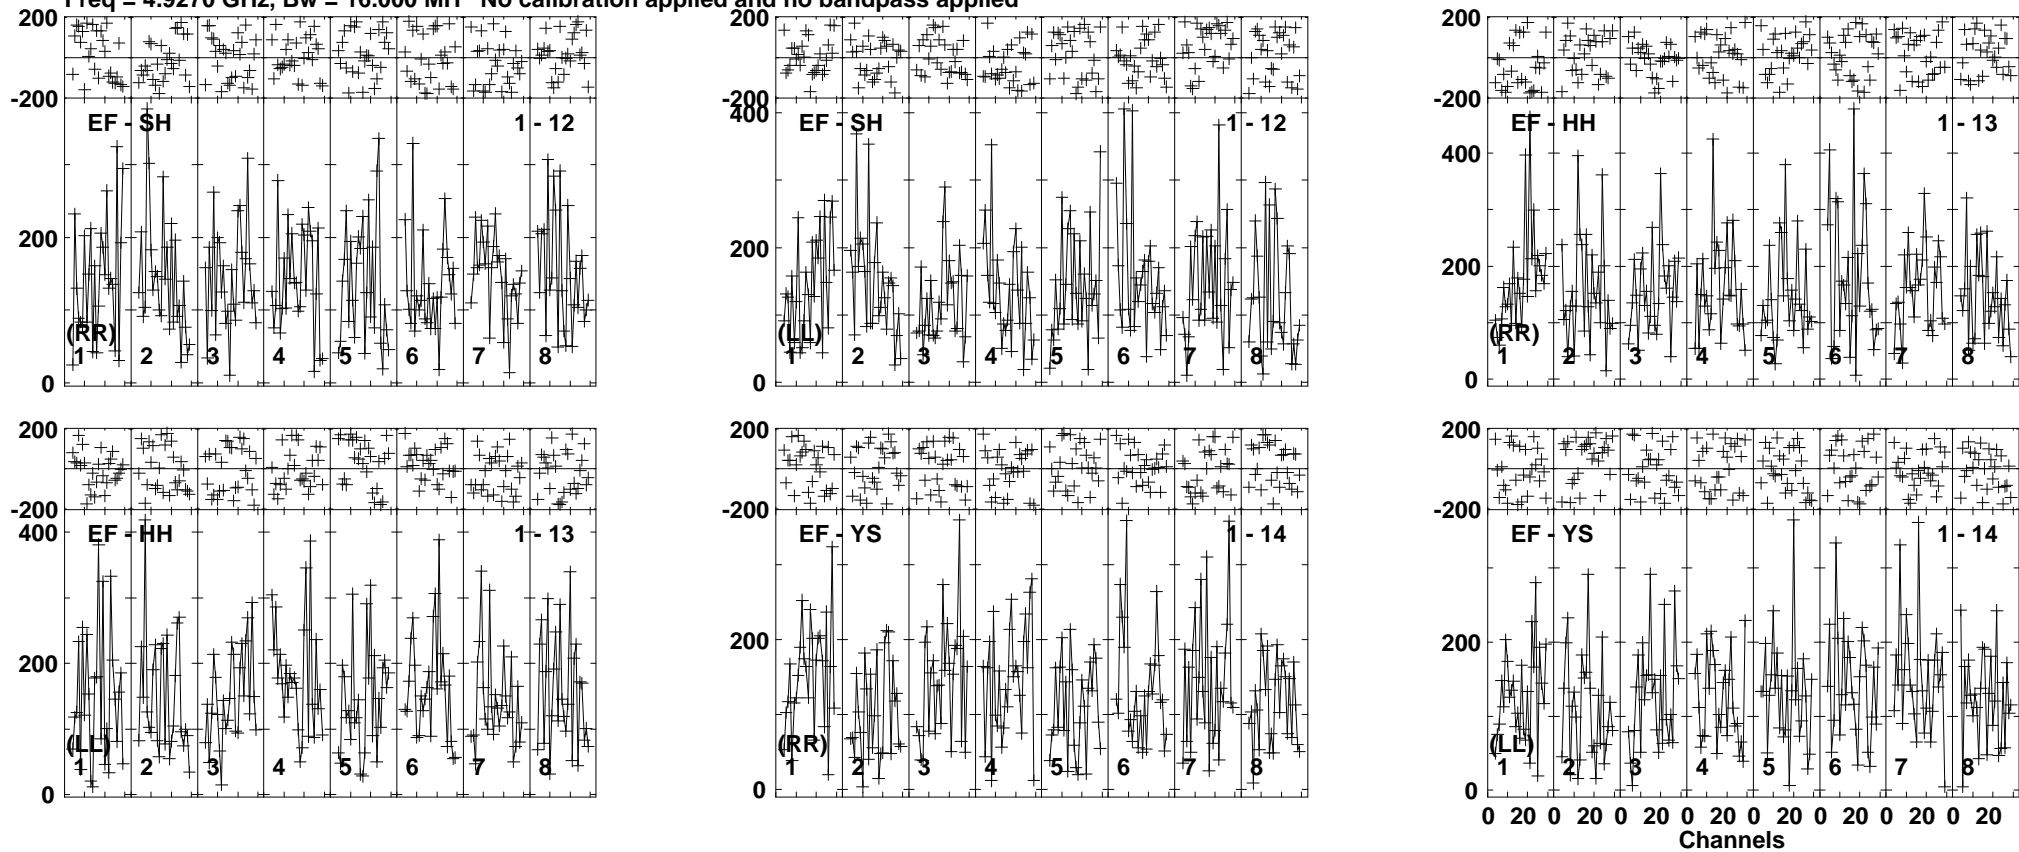 Freq = 4.9270 GHz, Bw = 16.000 MH No calibration applied and no bandpass applied
200
-200
EF - SH 1 - 12
200
(RR)
1 2 3 4 5 6 7 8
0
200
-200
400
EF - SH 1 - 12
200
(LL)
1 2 3 4 5 6 7 8
0
200
-200
EF - HH 1 - 13
400
200
(RR)
1 2 3 4 5 6 7 8
0
200
-200
400
EF - HH 1 - 13
200
(LL)
1 2 3 4 5 6 7 8
0
200
-200
EF - YS 1 - 14
200
(RR)
1 2 3 4 5 6 7 8
0
200
-200
EF - YS 1 - 14
200
(LL)
1 2 3 4 5 6 7 8
0
0 20 0 20 0 20 0 20 0 20 0 20 0 20 0 20
Channels